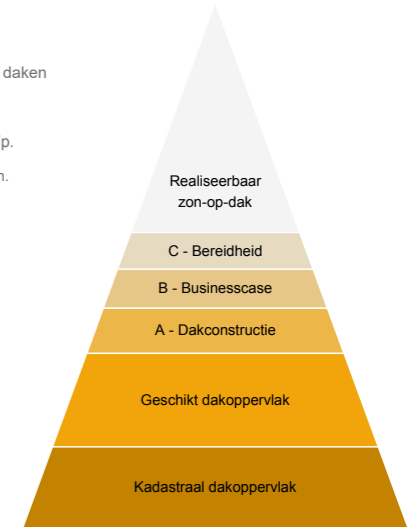 daken
p.
n.
Realiseerbaar
zon-op-dak
C - Bereidheid
B - Businesscase
A - Dakconstructie
Geschikt dakoppervlak
Kadastraal dakoppervlak